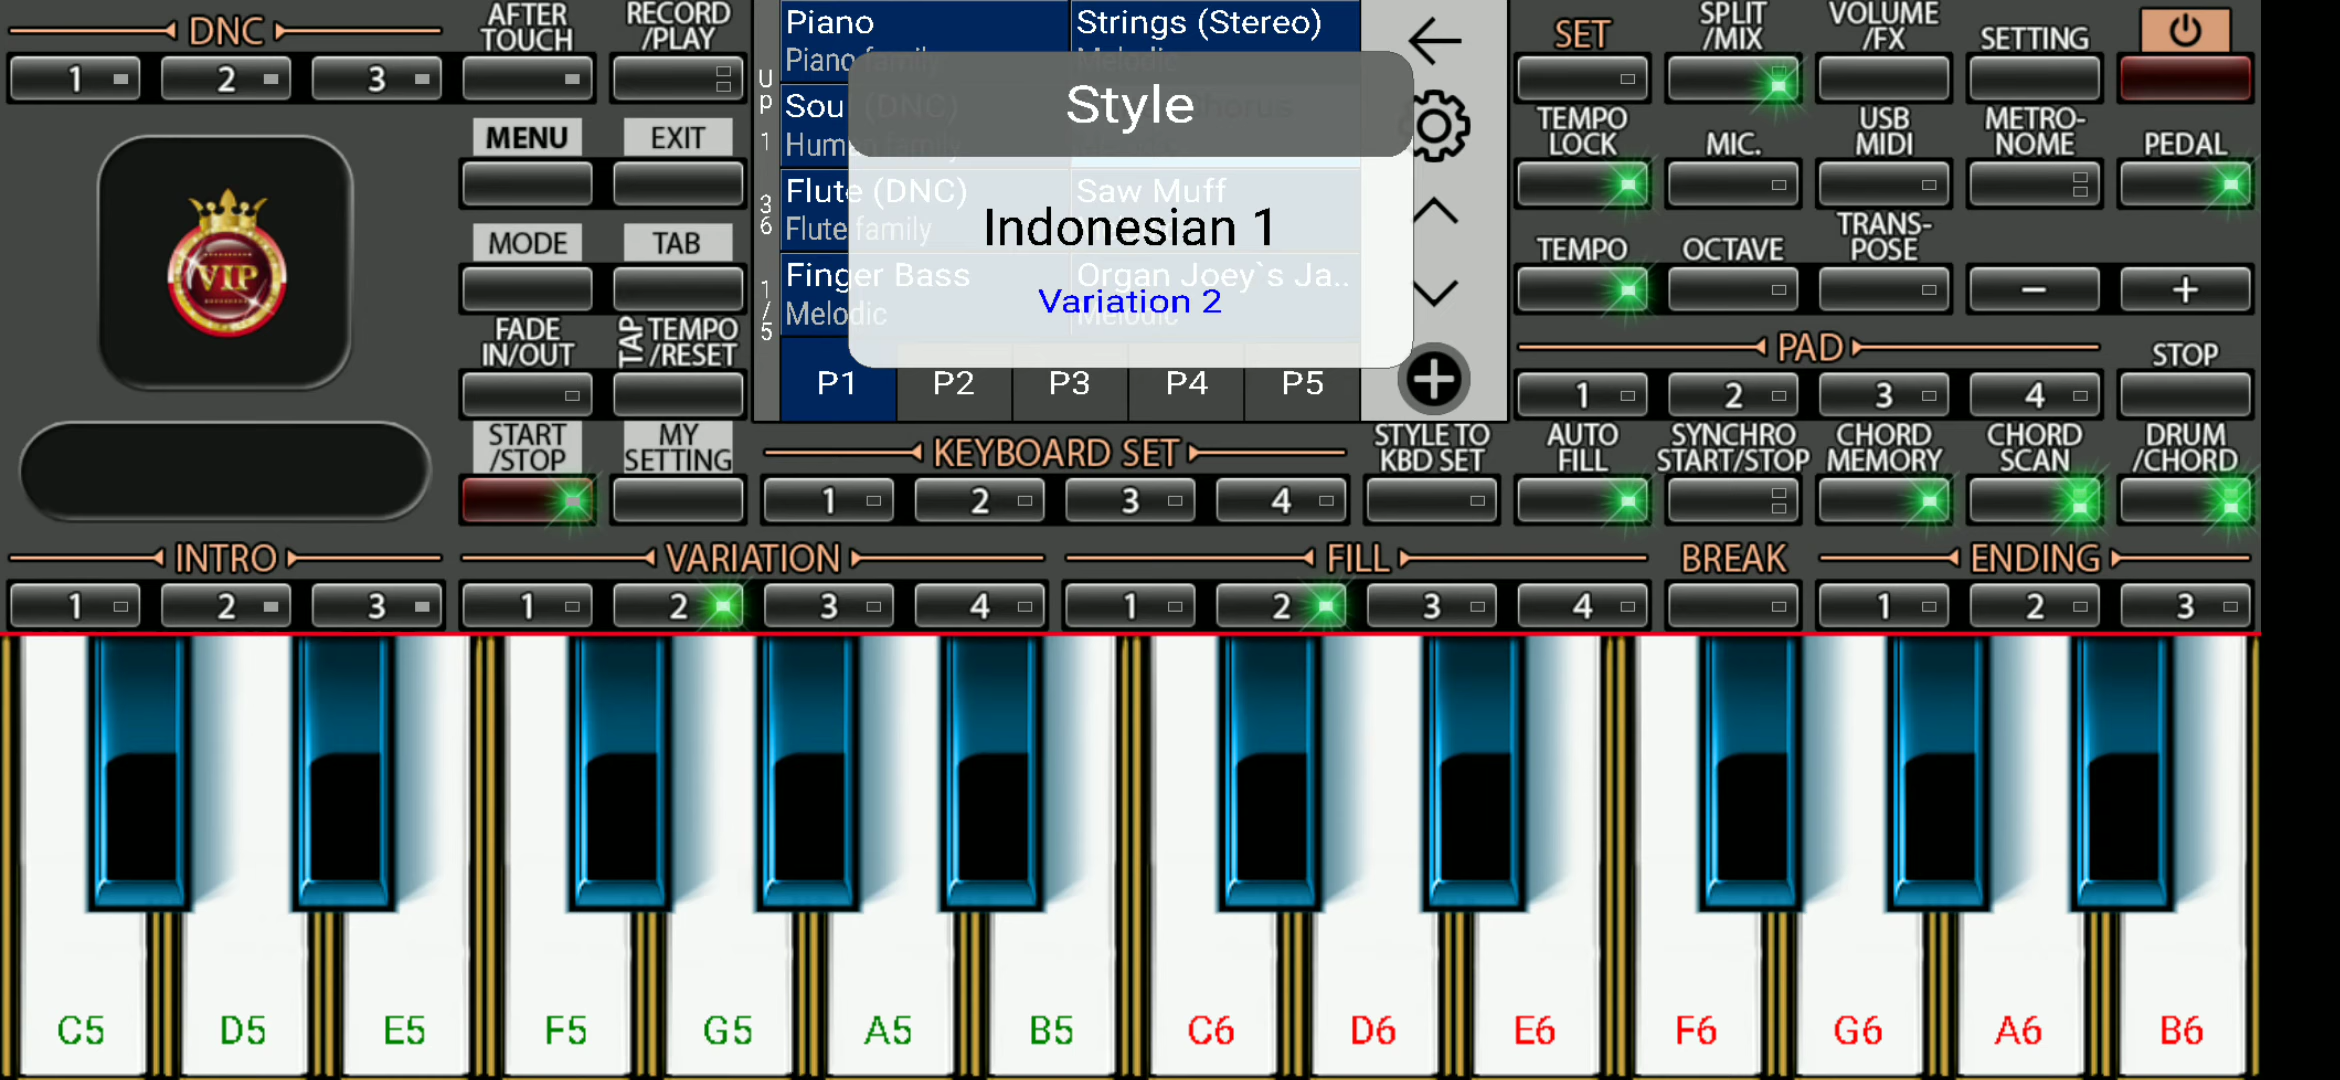 DNC
1 2 3
AFTER
TOUCH
RECORD
/PLAY
MENU
EXIT
MODE
TAB
FADE
IN/OUT
TAP
TEMPO
/RESET
START
/STOP
MY
SETTING
VIP
Up 1
3
6
1/5
Piano
Piano family
Strings (Stereo)
Melodic
Sou (DNC)
Human family
Chorus
Flute (DNC)
Flute family
Saw Muff
Finger Bass
Melodic
Organ Joey`s Ja..
Melodic
Style
Indonesian 1
Variation 2
P1 P2 P3 P4 P5
SET
SPLIT
/MIX
VOLUME
/FX
SETTING
TEMPO
LOCK
MIC.
USB
MIDI
METRO-
NOME
PEDAL
TEMPO
OCTAVE
TRANS-
POSE
− +
PAD
STOP
1 2 3 4
KEYBOARD SET
1 2 3 4
STYLE TO
KBD SET
AUTO
FILL
SYNCHRO
START/STOP
CHORD
MEMORY
CHORD
SCAN
DRUM
/CHORD
INTRO
1 2 3
VARIATION
1 2 3 4
FILL
1 2 3 4
BREAK
ENDING
1 2 3
C5 D5 E5 F5 G5 A5 B5 C6 D6 E6 F6 G6 A6 B6